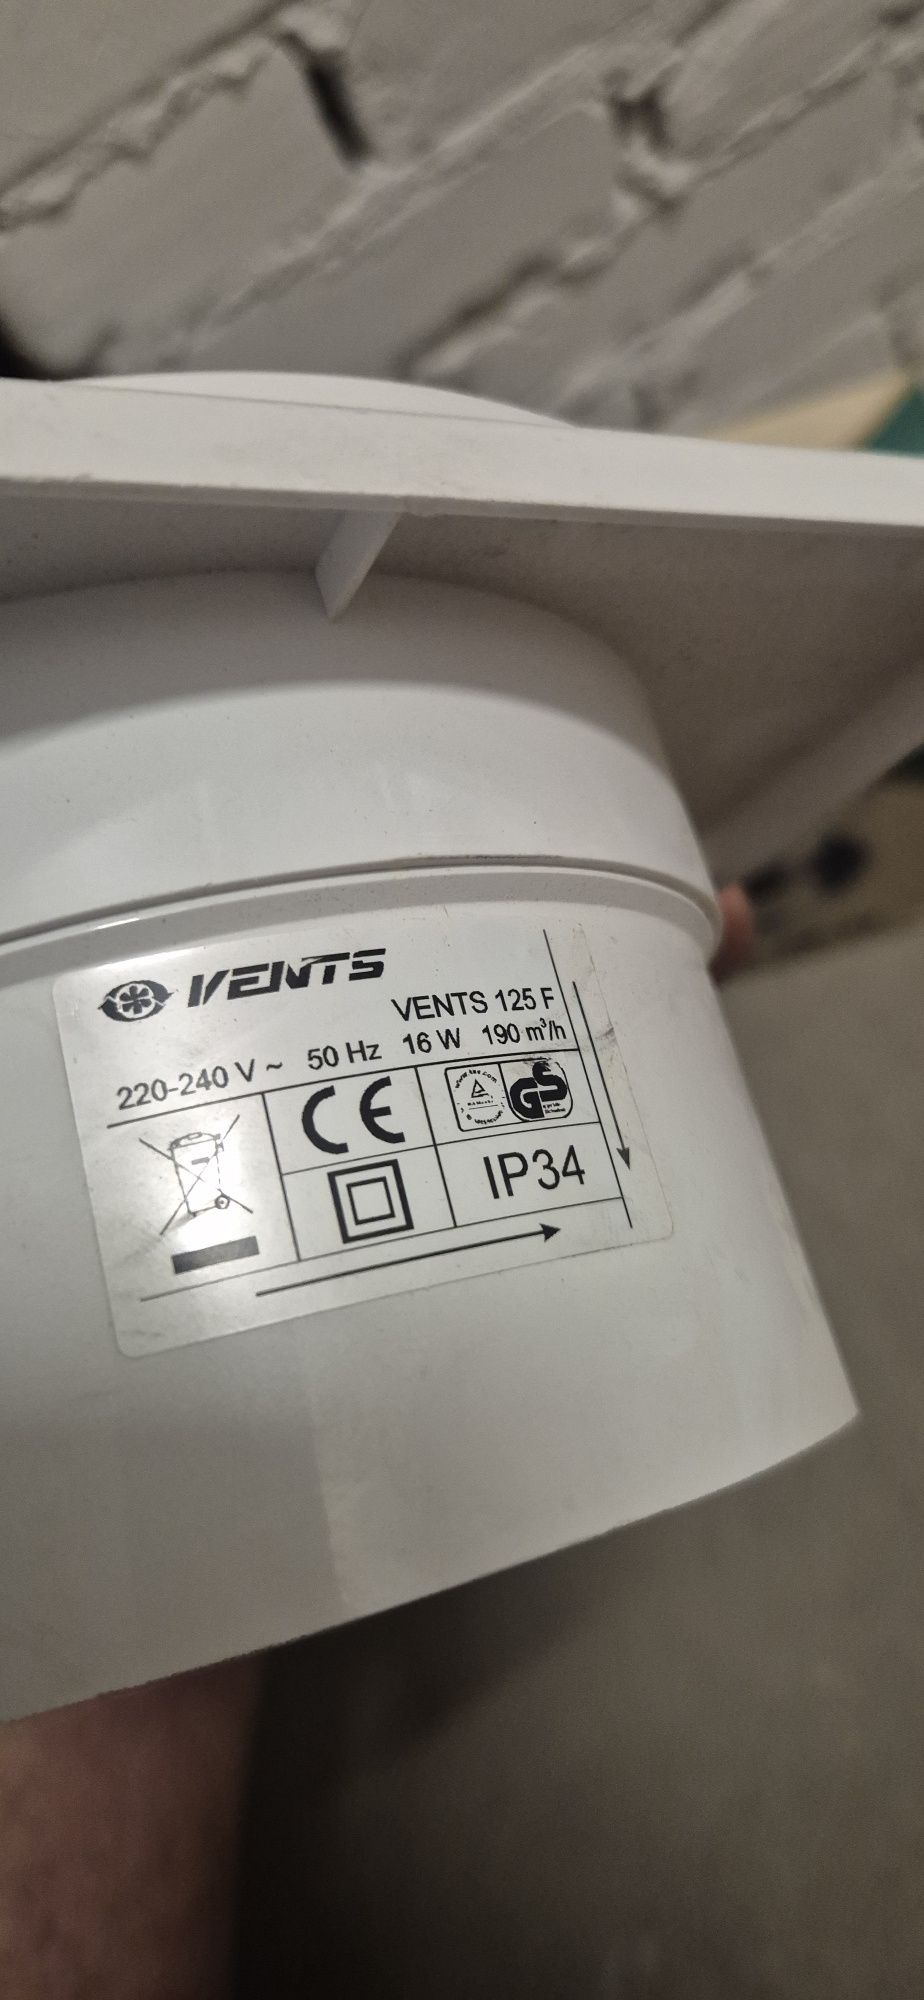 VENTS
VENTS 125 F
220-240 V ~ 50 Hz 16 W 190 m³/h
CE
GS
IP34